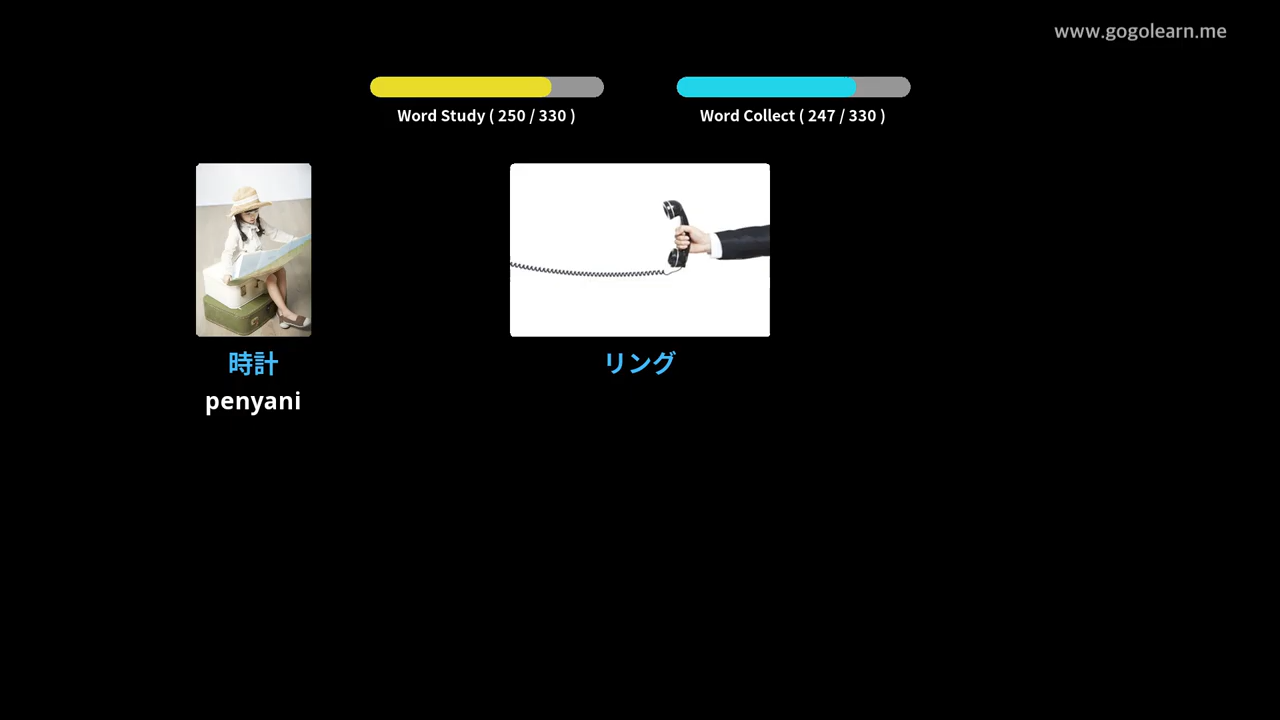 www.gogolearn.me
Word Study ( 250 / 330 )
Word Collect ( 247 / 330 )
時計
リング
penyani